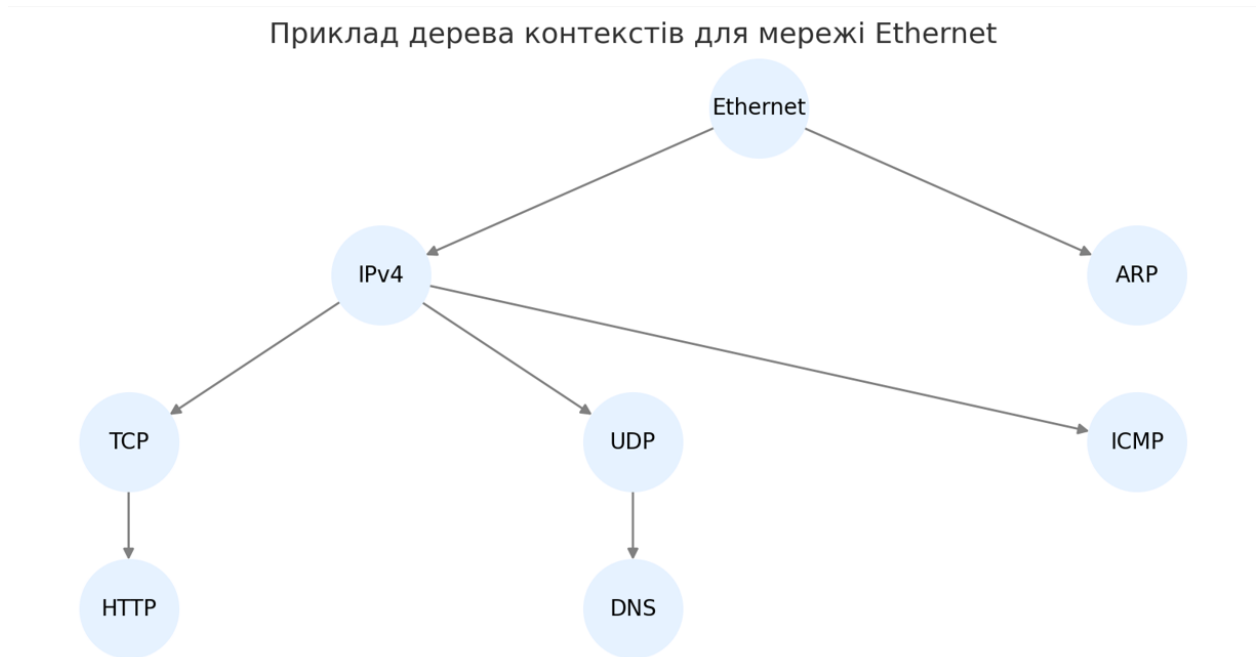 Приклад дерева контекстів для мережі Ethernet
Ethernet
IPv4
ARP
TCP
UDP
ICMP
HTTP
DNS